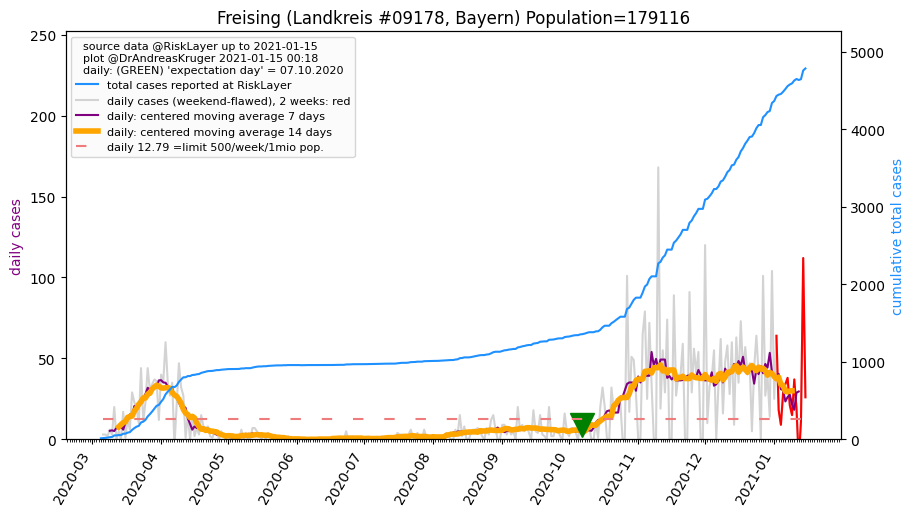 Freising (Landkreis #09178, Bayern) Population=179116
source data @RiskLayer up to 2021-01-15
plot @DrAndreasKruger 2021-01-15 00:18
daily: (GREEN) 'expectation day' = 07.10.2020
total cases reported at RiskLayer
daily cases (weekend-flawed), 2 weeks: red
daily: centered moving average 7 days
daily: centered moving average 14 days
daily 12.79 =limit 500/week/1mio pop.
daily cases
250
200
150
100
50
0
cumulative total cases
5000
4000
3000
2000
1000
0
2020-03
2020-04
2020-05
2020-06
2020-07
2020-08
2020-09
2020-10
2020-11
2020-12
2021-01